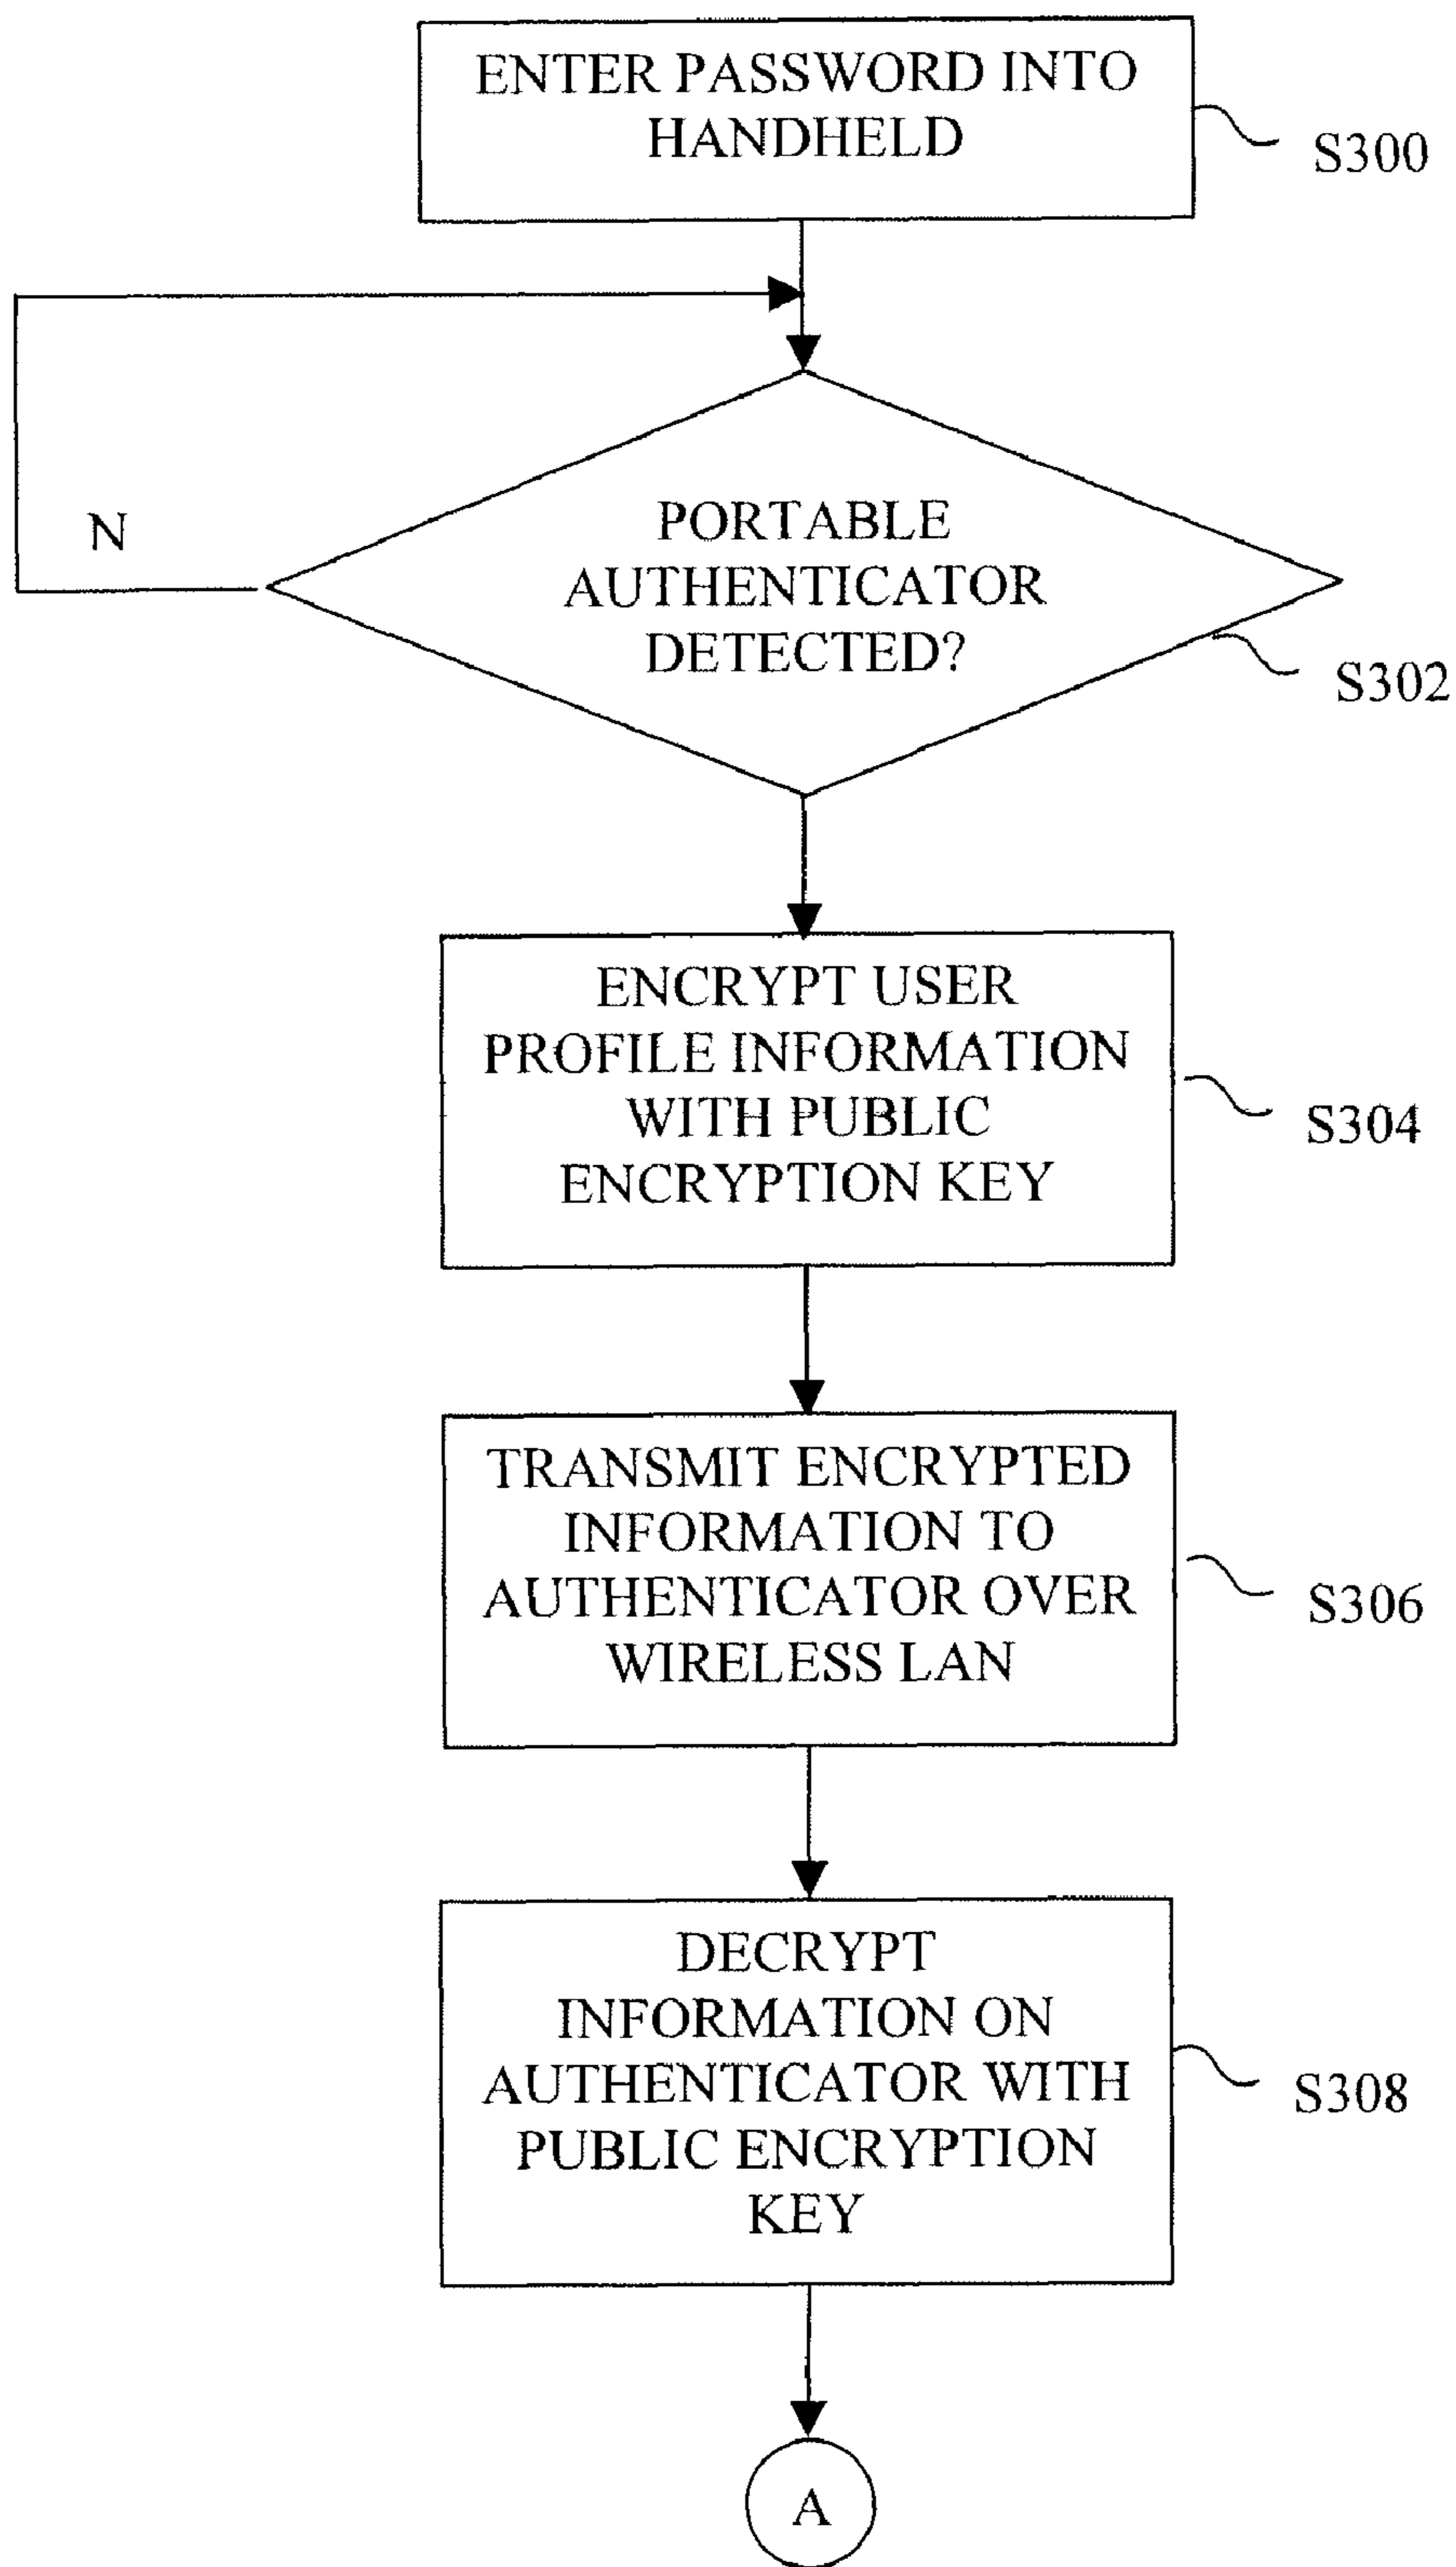 ENTER PASSWORD INTO
HANDHELD
S300
N
PORTABLE
AUTHENTICATOR
DETECTED?
S302
ENCRYPT USER
PROFILE INFORMATION
WITH PUBLIC
ENCRYPTION KEY
S304
TRANSMIT ENCRYPTED
INFORMATION TO
AUTHENTICATOR OVER
WIRELESS LAN
S306
DECRYPT
INFORMATION ON
AUTHENTICATOR WITH
PUBLIC ENCRYPTION
KEY
S308
A